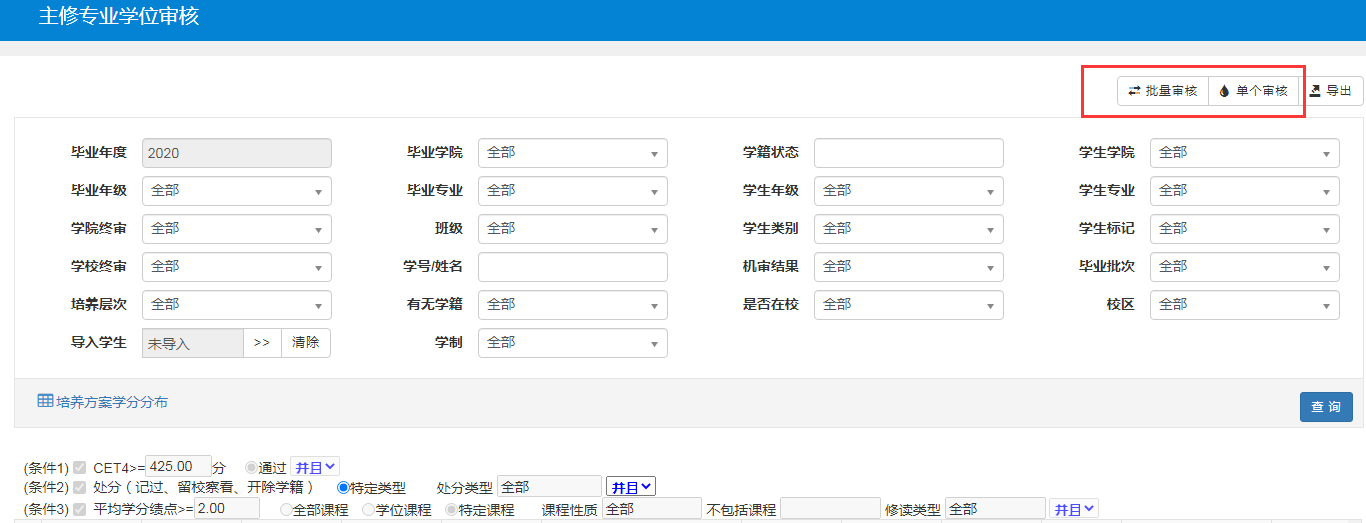 主修专业学位审核
批量审核 单个审核 导出
毕业年度 2020 毕业学院 全部 学籍状态 学生学院 全部
毕业年级 全部 毕业专业 全部 学生年级 全部 学生专业 全部
学院终审 全部 班级 全部 学生类别 全部 学生标记 全部
学校终审 全部 学号/姓名 机审结果 全部 毕业批次 全部
培养层次 全部 有无学籍 全部 是否在校 全部 校区 全部
导入学生 未导入 >> 清除 学制 全部
培养方案学分分布 查 询
(条件1) CET4>= 425.00 分 通过 并且
(条件2) 处分（记过、留校察看、开除学籍） 特定类型 处分类型 全部 并且
(条件3) 平均学分绩点>= 2.00 全部课程 学位课程 特定课程 课程性质 全部 不包括课程 修读类型 全部 并且